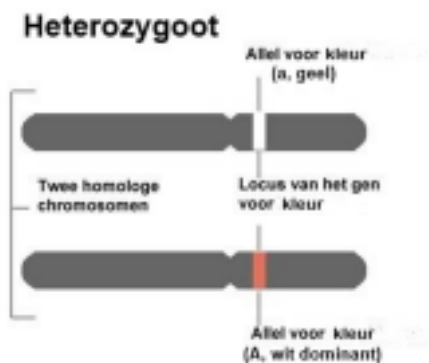 Heterozygoot
Allel voor kleur
(a, geel)
Twee homologe
chromosomen
Locus van het gen
voor kleur
Allel voor kleur
(A, wit dominant)